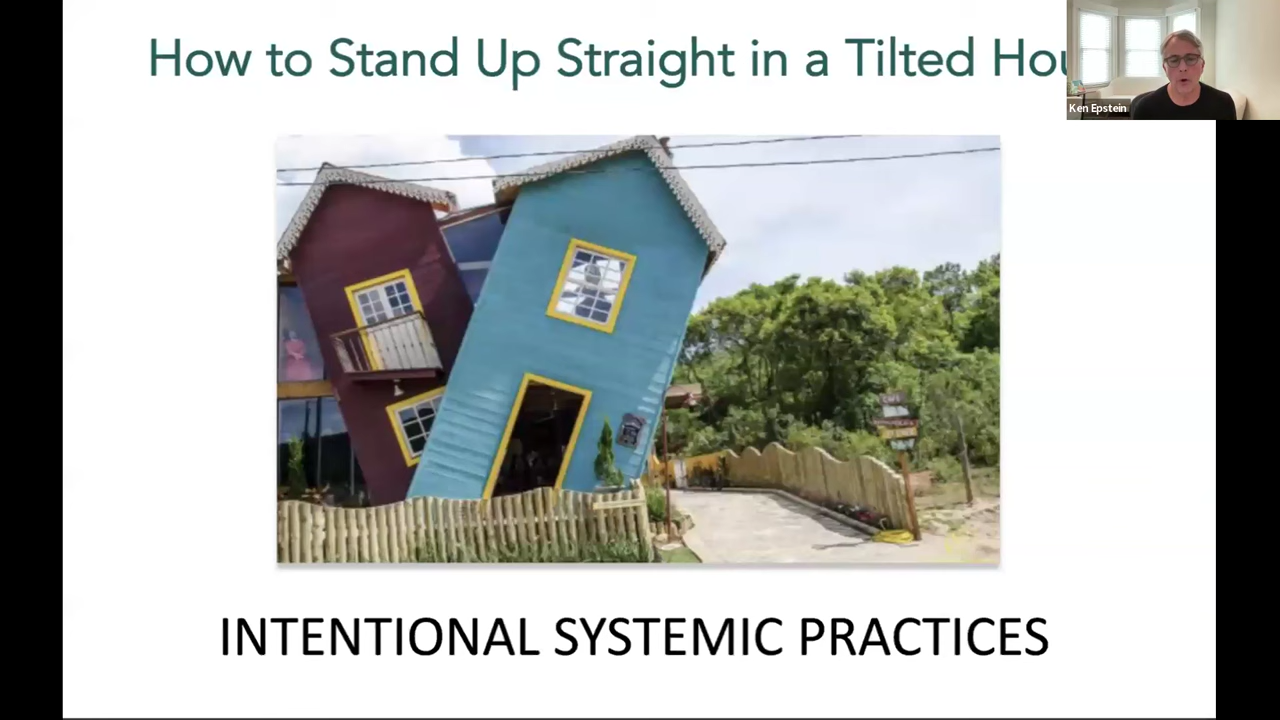 How to Stand Up Straight in a Tilted Hou
Ken Epstein
INTENTIONAL SYSTEMIC PRACTICES